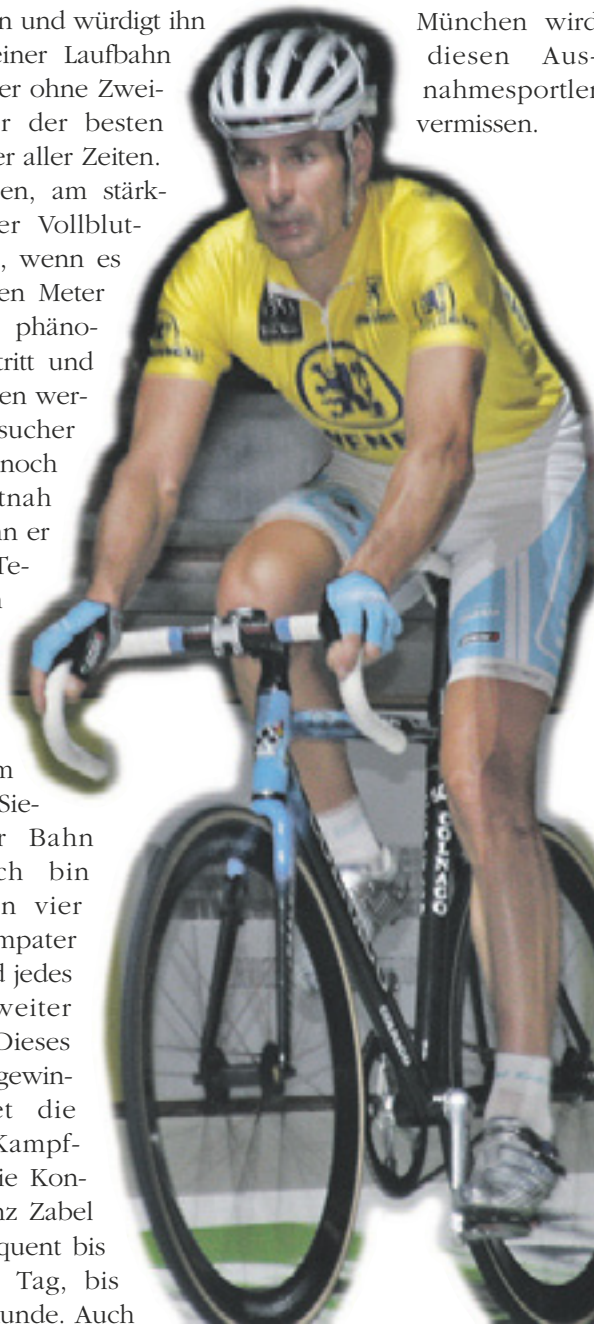 n und würdigt ihn
einer Laufbahn
er ohne Zwei-
r der besten
er aller Zeiten.
en, am stärk-
er Vollblut-
, wenn es
en Meter
phäno-
tritt und
en wer-
sucher
noch
tnah
nn er
Te-
m
Sie-
r Bahn
ch bin
n vier
mpater
d jedes
weiter
Dieses
gewin-
et die
Kampf-
ie Kon-
nz Zabel
quent bis
Tag, bis
unde. Auch
München wird
diesen Aus-
nahmesportler
vermissen.